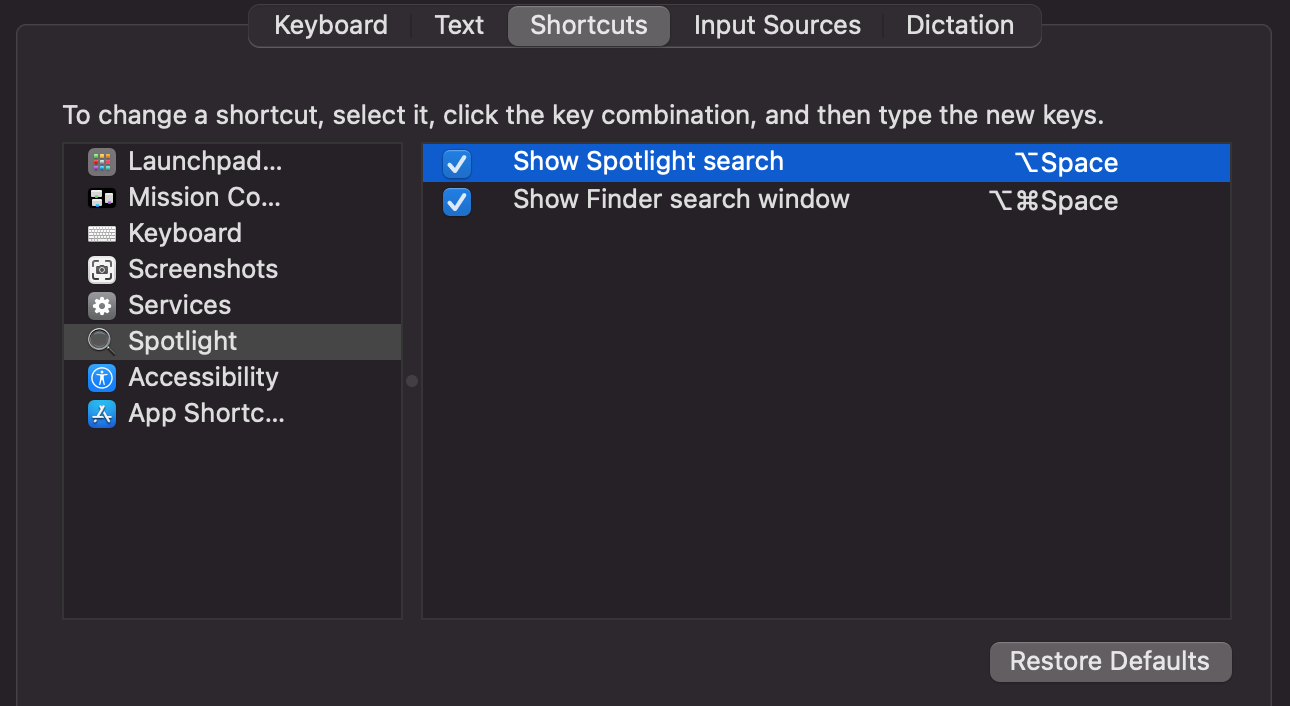 Keyboard Text Shortcuts Input Sources Dictation
To change a shortcut, select it, click the key combination, and then type the new keys.
Launchpad...
Mission Co...
Keyboard
Screenshots
Services
Spotlight
Accessibility
App Shortc...
Show Spotlight search ⌥Space
Show Finder search window ⌥⌘Space
Restore Defaults